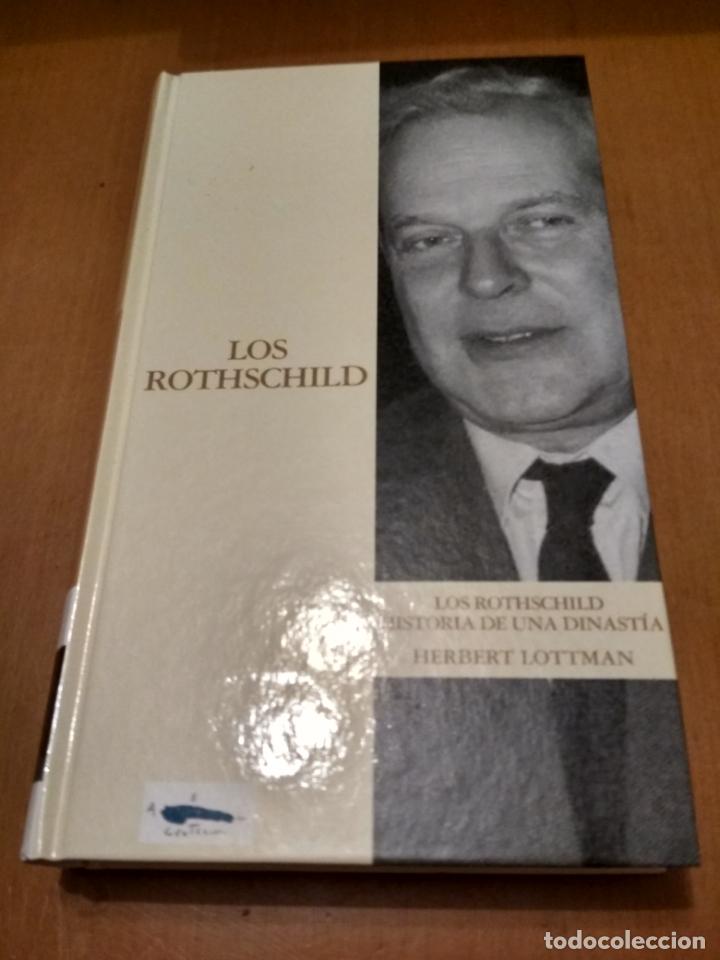 LOS
ROTHSCHILD
LOS ROTHSCHILD
HISTORIA DE UNA DINASTÍA
HERBERT LOTTMAN
A
todocoleccion